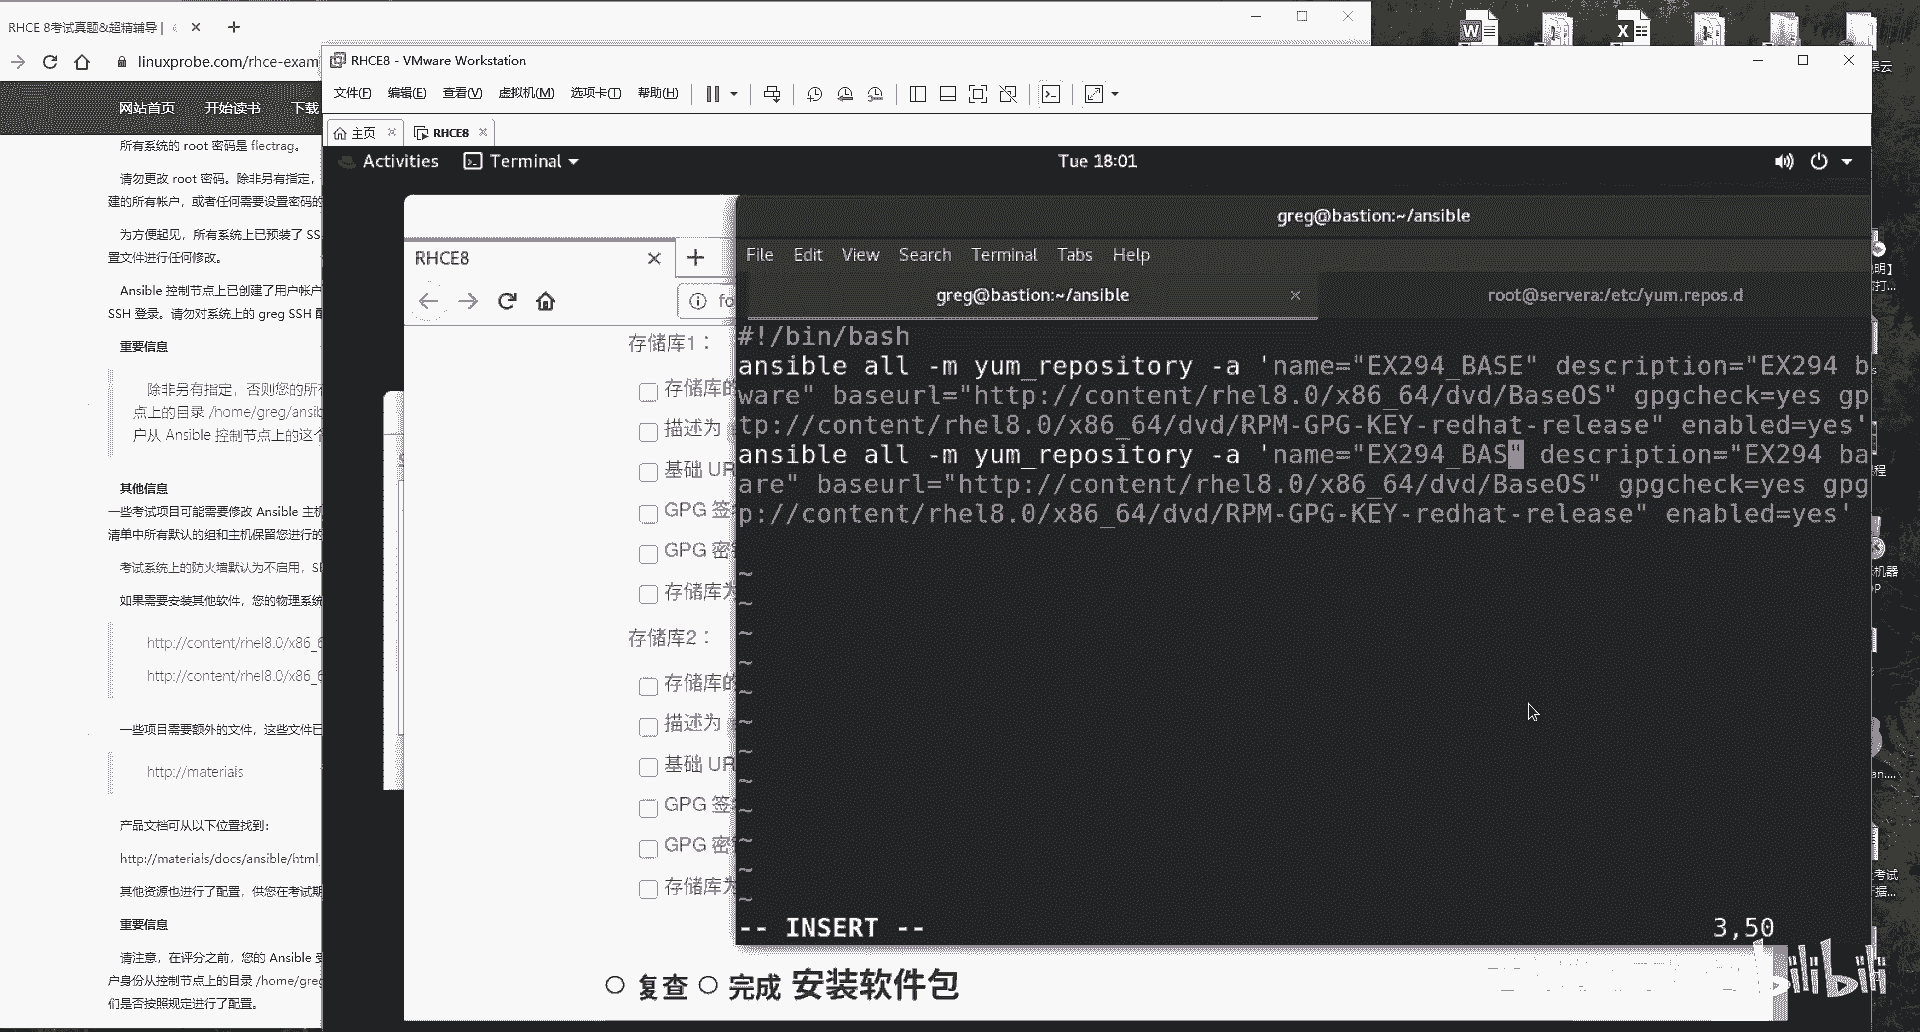 RHCE 8考试真题&超精辅导 |
linuxprobe.com/rhce-exam
网站首页 开始读书 下载
所有系统的 root 密码是 flectrag。
请勿更改 root 密码。除非另有指定，
建的所有帐户，或者任何需要设置密码的
为方便起见，所有系统上已预装了 SS
置文件进行任何修改。
Ansible 控制节点上已创建了用户帐户
SSH 登录。请勿对系统上的 greg SSH 配
重要信息
除非另有指定，否则您的所有
点上的目录 /home/greg/ansib
户从 Ansible 控制节点上的这个
其他信息
一些考试项目可能需要修改 Ansible 主机
清单中所有默认的组和主机保留您进行的
考试系统上的防火墙默认为不启用，SE
如果需要安装其他软件，您的物理系统
http://content/rhel8.0/x86_6
http://content/rhel8.0/x86_6
一些项目需要额外的文件，这些文件已
http://materials
产品文档可从以下位置找到：
http://materials/docs/ansible/html
其他资源也进行了配置，供您在考试期
重要信息
请注意，在评分之前，您的 Ansible 受
户身份从控制节点上的目录 /home/greg
们是否按照规定进行了配置。
RHCE8 - VMware Workstation
文件(F) 编辑(E) 查看(V) 虚拟机(M) 选项卡(T) 帮助(H)
主页 RHCE8
Activities Terminal Tue 18:01
RHCE8
存储库1：
存储库的
描述为
基础 UR
GPG 签
GPG 密
存储库为
存储库2：
存储库的
描述为
基础 UR
GPG 签
GPG 密
存储库为
复查 完成 安装软件包
greg@bastion:~/ansible
File Edit View Search Terminal Tabs Help
greg@bastion:~/ansible root@servera:/etc/yum.repos.d
#!/bin/bash
ansible all -m yum_repository -a 'name="EX294_BASE" description="EX294 b
ware" baseurl="http://content/rhel8.0/x86_64/dvd/BaseOS" gpgcheck=yes gp
tp://content/rhel8.0/x86_64/dvd/RPM-GPG-KEY-redhat-release" enabled=yes'
ansible all -m yum_repository -a 'name="EX294_BAS" description="EX294 ba
are" baseurl="http://content/rhel8.0/x86_64/dvd/BaseOS" gpgcheck=yes gpg
p://content/rhel8.0/x86_64/dvd/RPM-GPG-KEY-redhat-release" enabled=yes'
~
~
~
~
~
~
~
~
~
~
~
~
-- INSERT -- 3,50
bilibili